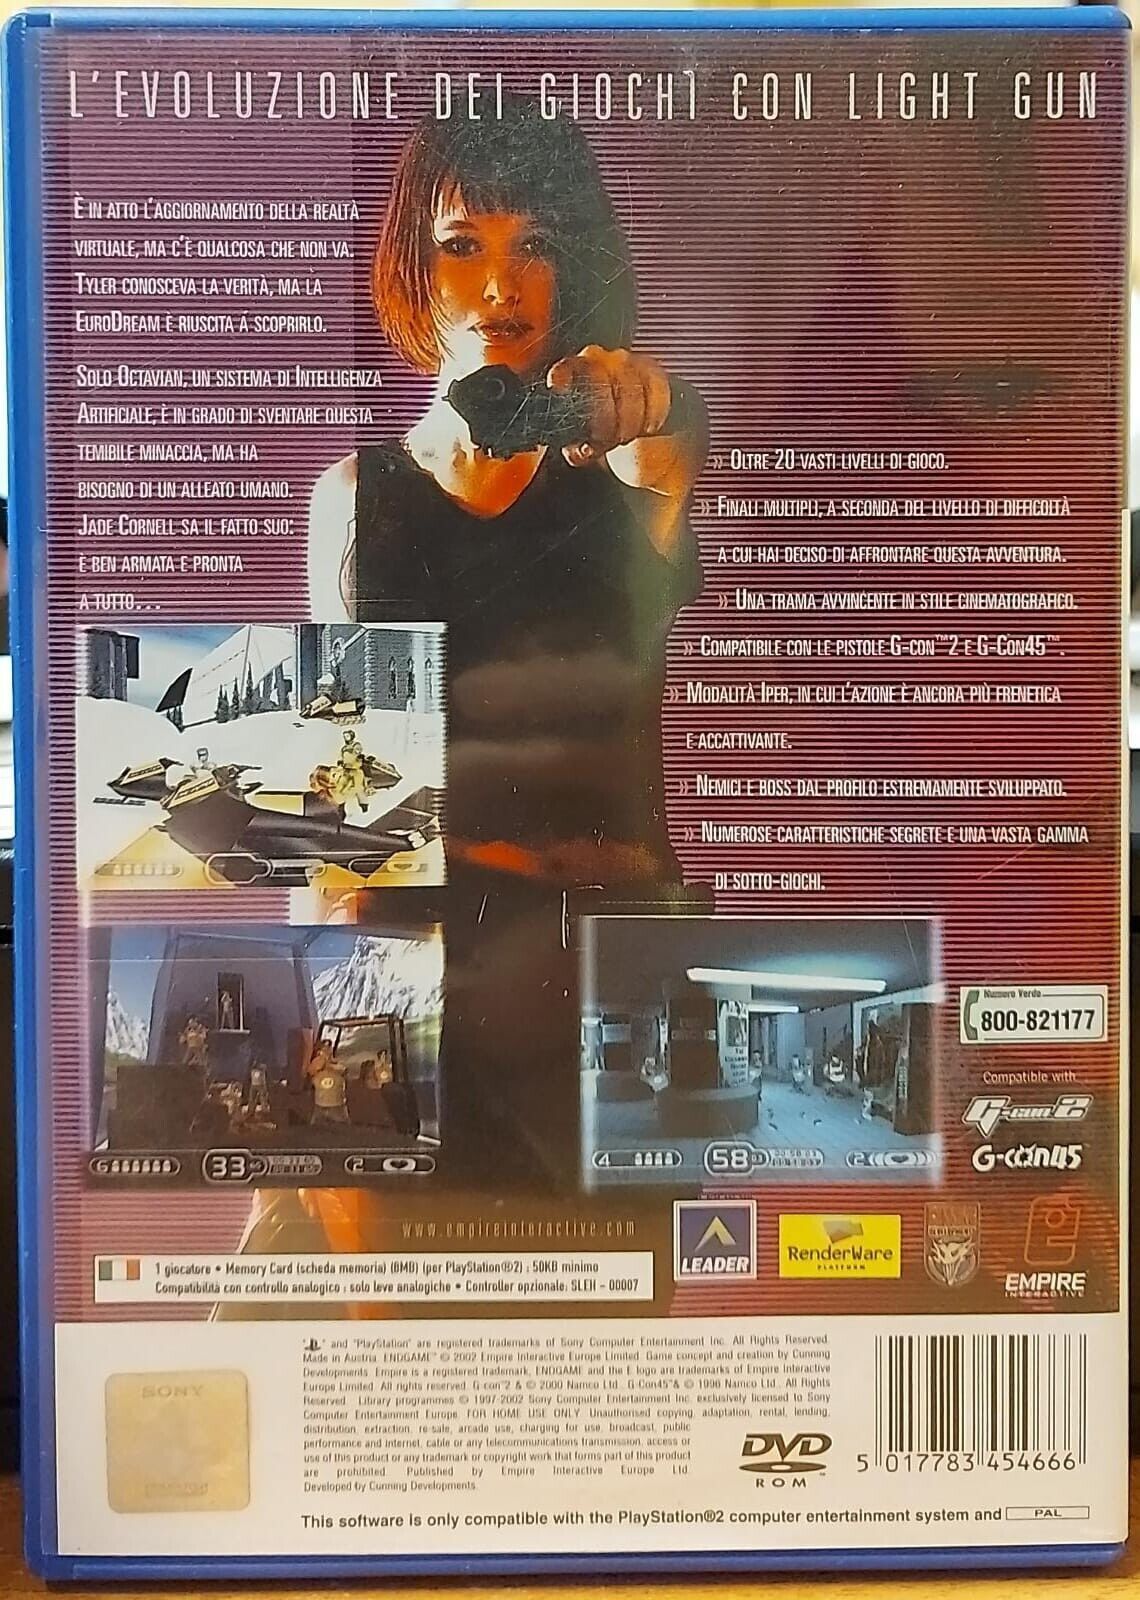 L'EVOLUZIONE DEI GIOCHI CON LIGHT GUN
È IN ATTO L'AGGIORNAMENTO DELLA REALTÀ
VIRTUALE, MA C'È QUALCOSA CHE NON VA.
TYLER CONOSCEVA LA VERITÀ, MA LA
EURODREAM È RIUSCITA A SCOPRIRLO.
SOLO OCTAVIAN, UN SISTEMA DI INTELLIGENZA
ARTIFICIALE, È IN GRADO DI SVENTARE QUESTA
TEMIBILE MINACCIA, MA HA
BISOGNO DI UN ALLEATO UMANO.
JADE CORNELL SA IL FATTO SUO:
È BEN ARMATA E PRONTA
A TUTTO...
» OLTRE 20 VASTI LIVELLI DI GIOCO.
» FINALI MULTIPLI, A SECONDA DEL LIVELLO DI DIFFICOLTÀ
A CUI HAI DECISO DI AFFRONTARE QUESTA AVVENTURA.
» UNA TRAMA AVVINCENTE IN STILE CINEMATOGRAFICO.
» COMPATIBILE CON LE PISTOLE G-CON™2 E G-CON45™.
» MODALITÀ IPER, IN CUI L'AZIONE È ANCORA PIÙ FRENETICA
E ACCATTIVANTE.
» NEMICI E BOSS DAL PROFILO ESTREMAMENTE SVILUPPATO.
» NUMEROSE CARATTERISTICHE SEGRETE E UNA VASTA GAMMA
DI SOTTO-GIOCHI.
Numero Verde
800-821177
Compatible with
G-con 2
G-con45
6 33 2
4 58 2
www.empireinteractive.com
LEADER
RenderWare
PLATFORM
EMPIRE
INTERACTIVE
1 giocatore • Memory Card (scheda memoria) (8MB) (per PlayStation®2) : 50KB minimo
Compatibilità con controller analogico : solo leve analogiche • Controller opzionale: SLEH - 00007
"PS" and "PlayStation" are registered trademarks of Sony Computer Entertainment Inc. All Rights Reserved.
Made in Austria. ENDGAME™ © 2002 Empire Interactive Europe Limited. Game concept and creation by Cunning
Developments. Empire is a registered trademark, ENDGAME and the E logo are trademarks of Empire Interactive
Europe Limited. All rights reserved. G-con™2 & © 2000 Namco Ltd.. G-Con45™& © 1996 Namco Ltd.. All Rights
Reserved. Library programmes © 1997-2002 Sony Computer Entertainment Inc. exclusively licensed to Sony
Computer Entertainment Europe. FOR HOME USE ONLY. Unauthorised copying, adaptation, rental, lending,
distribution, extraction, re-sale, arcade use, charging for use, broadcast, public
performance and internet, cable or any telecommunications transmission, access or
use of this product or any trademark or copyright work that forms part of this product
are prohibited. Published by Empire Interactive Europe Ltd.
Developed by Cunning Developments.
SONY
DVD
ROM
5 017783 454666
This software is only compatible with the PlayStation®2 computer entertainment system and PAL